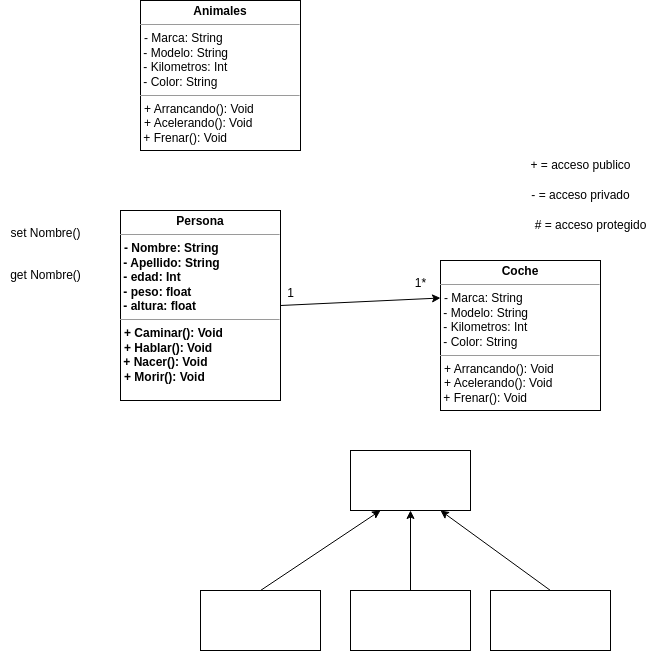 Animales
- Marca: String
- Modelo: String
- Kilometros: Int
- Color: String
+ Arrancando(): Void
+ Acelerando(): Void
+ Frenar(): Void
+ = acceso publico
- = acceso privado
# = acceso protegido
set Nombre()
get Nombre()
Persona
- Nombre: String
- Apellido: String
- edad: Int
- peso: float
- altura: float
+ Caminar(): Void
+ Hablar(): Void
+ Nacer(): Void
+ Morir(): Void
1
1*
Coche
- Marca: String
- Modelo: String
- Kilometros: Int
- Color: String
+ Arrancando(): Void
+ Acelerando(): Void
+ Frenar(): Void